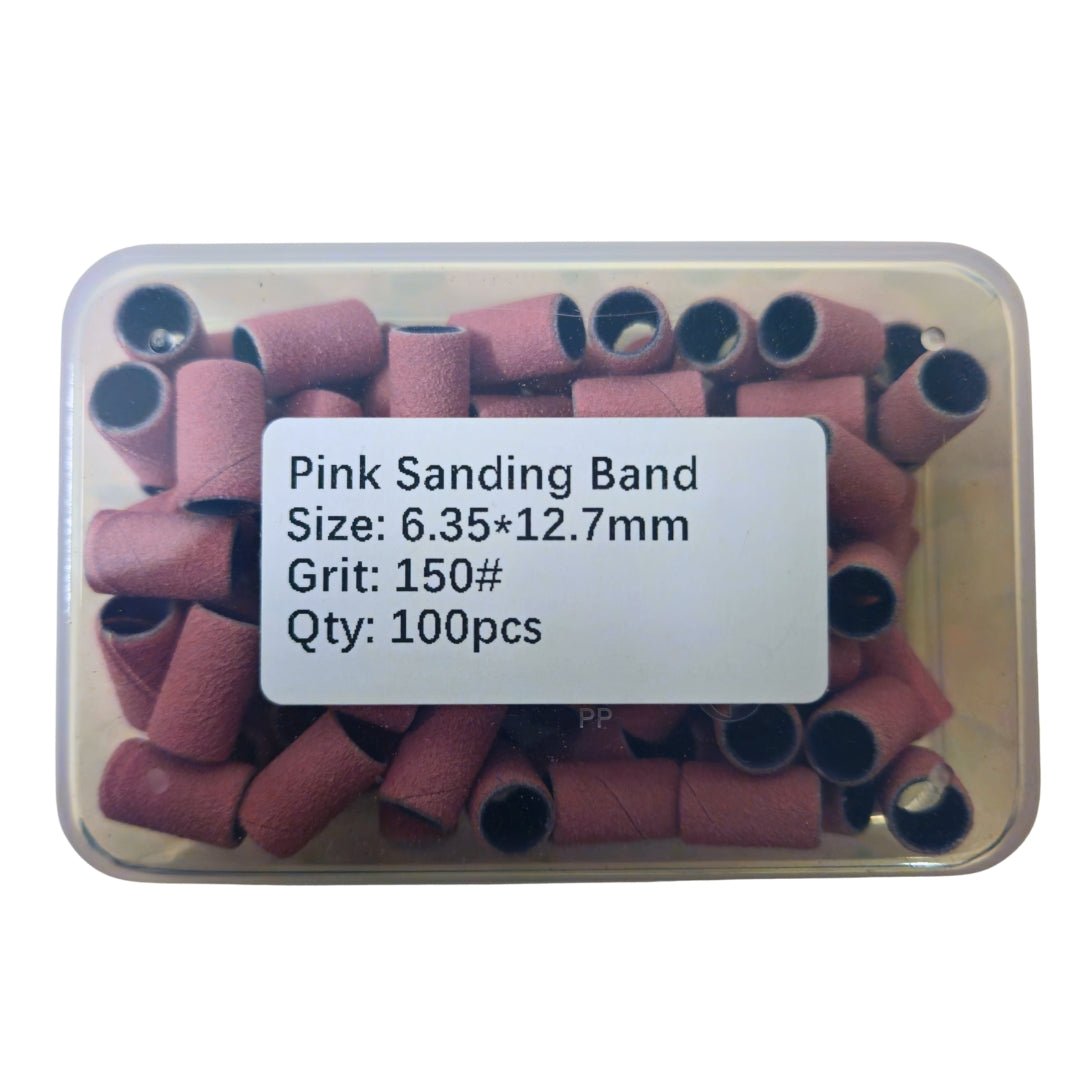 Pink Sanding Band
Size: 6.35*12.7mm
Grit: 150#
Qty: 100pcs
PP